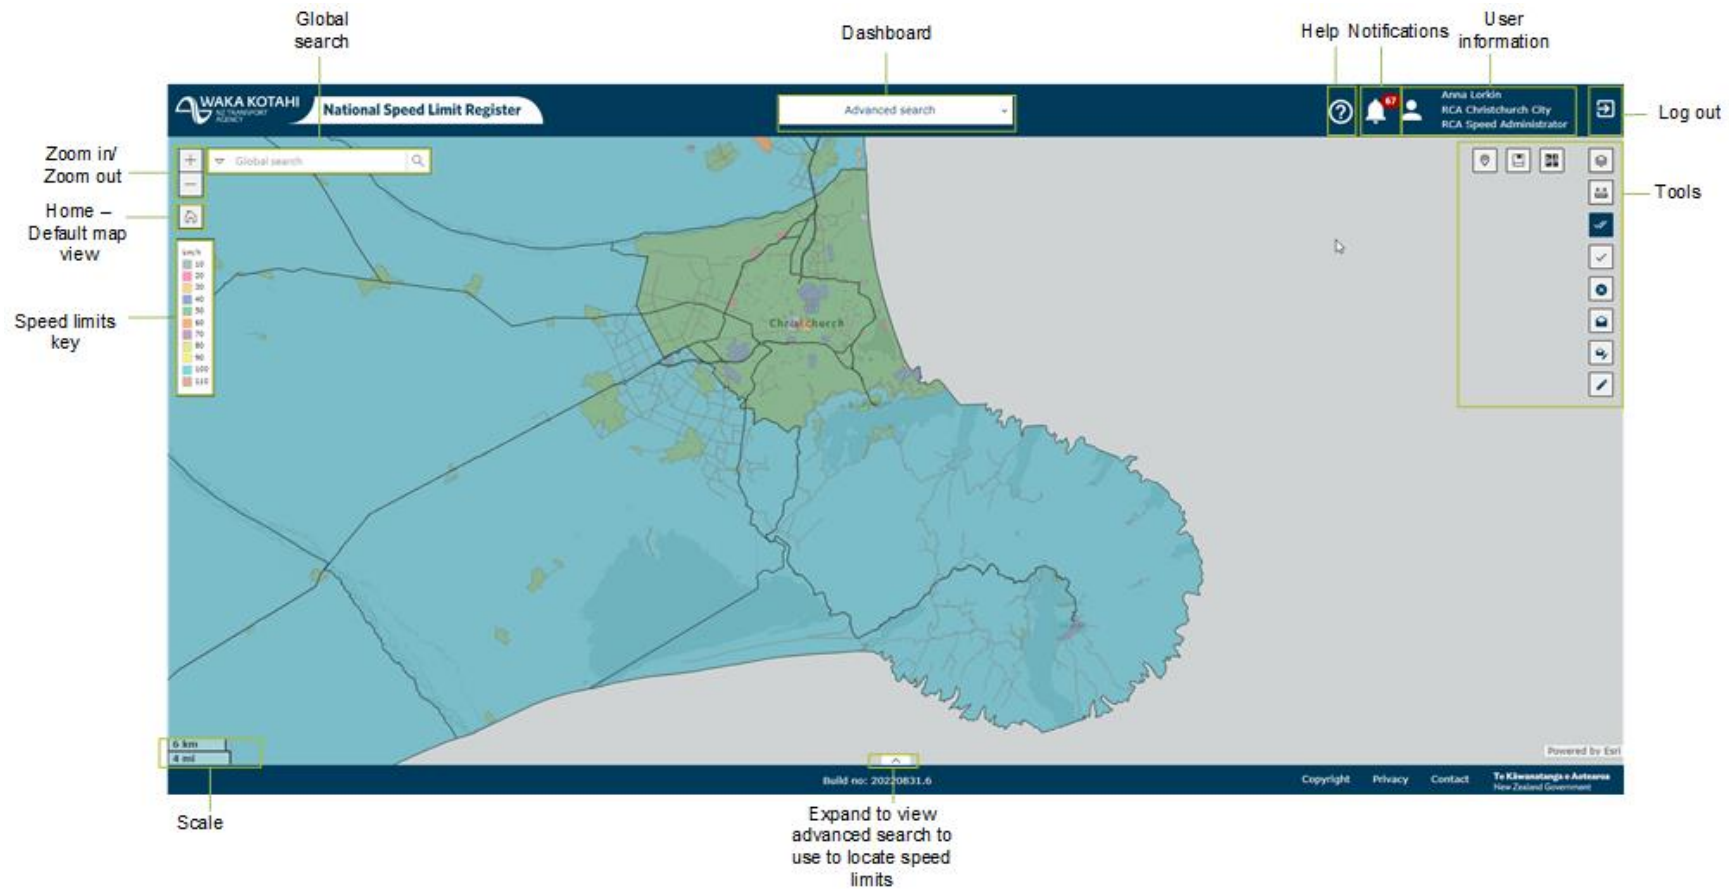 Global
search
Dashboard
Help Notifications
User
information
WAKA KOTAHI
NZ TRANSPORT
AGENCY
National Speed Limit Register
Advanced search
67
Anna Lorkin
RCA Christchurch City
RCA Speed Administrator
Log out
Zoom in/
Zoom out
Global search
Tools
Home –
Default map
view
km/h
10
20
30
40
50
60
70
80
90
100
110
Speed limits
key
Christchurch
6 km
4 mi
Powered by Esri
Build no: 20220831.6
Copyright
Privacy
Contact
Te Kāwanatanga o Aotearoa
New Zealand Government
Scale
Expand to view
advanced search to
use to locate speed
limits